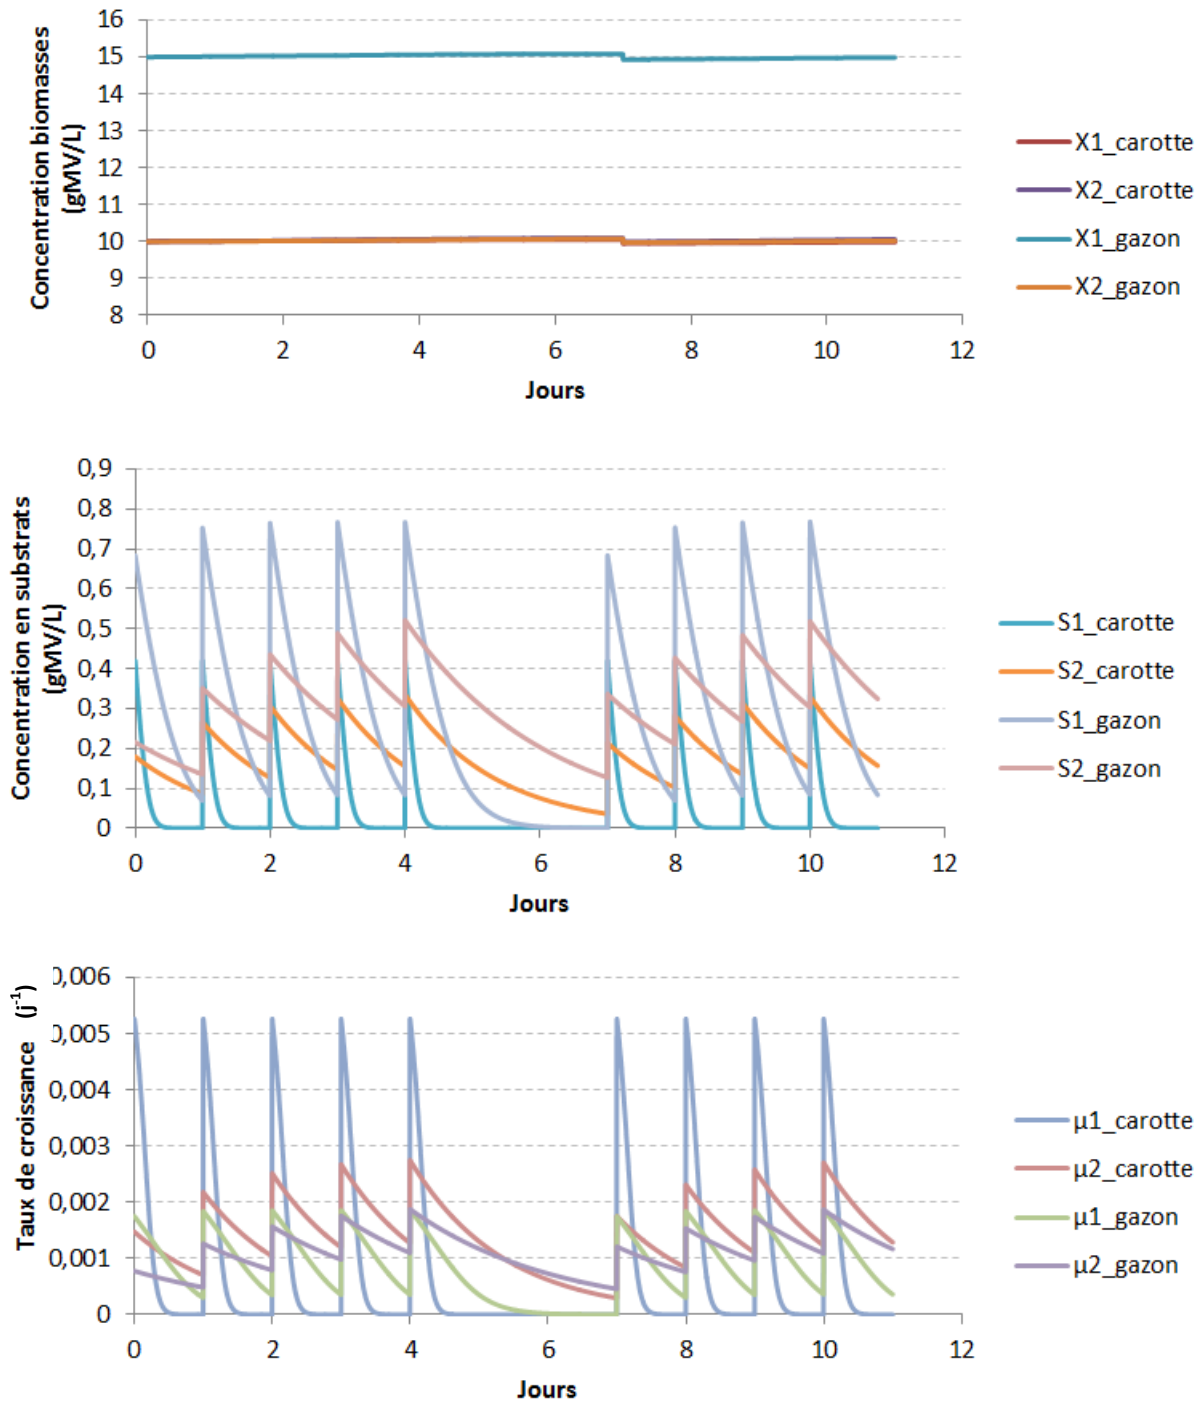 Concentration biomasses
(gMV/L)
16
15
14
13
12
11
10
9
8
0 2 4 6 8 10 12
Jours
X1_carotte
X2_carotte
X1_gazon
X2_gazon
Concentration en substrats
(gMV/L)
0,9
0,8
0,7
0,6
0,5
0,4
0,3
0,2
0,1
0
0 2 4 6 8 10 12
Jours
S1_carotte
S2_carotte
S1_gazon
S2_gazon
Taux de croissance (j-1)
0,006
0,005
0,004
0,003
0,002
0,001
0
0 2 4 6 8 10 12
Jours
µ1_carotte
µ2_carotte
µ1_gazon
µ2_gazon